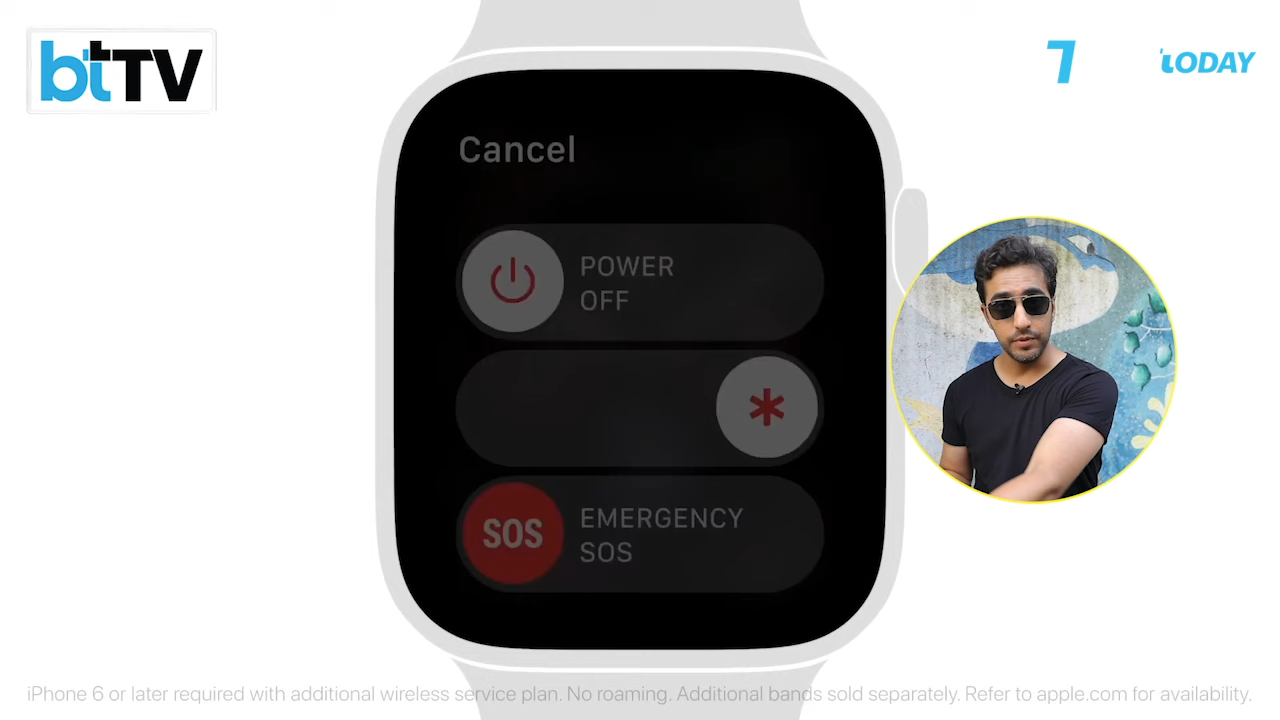 btTV
7
TODAY
Cancel
POWER
OFF
SOS
EMERGENCY
SOS
iPhone 6 or later required with additional wireless service plan. No roaming. Additional bands sold separately. Refer to apple.com for availability.